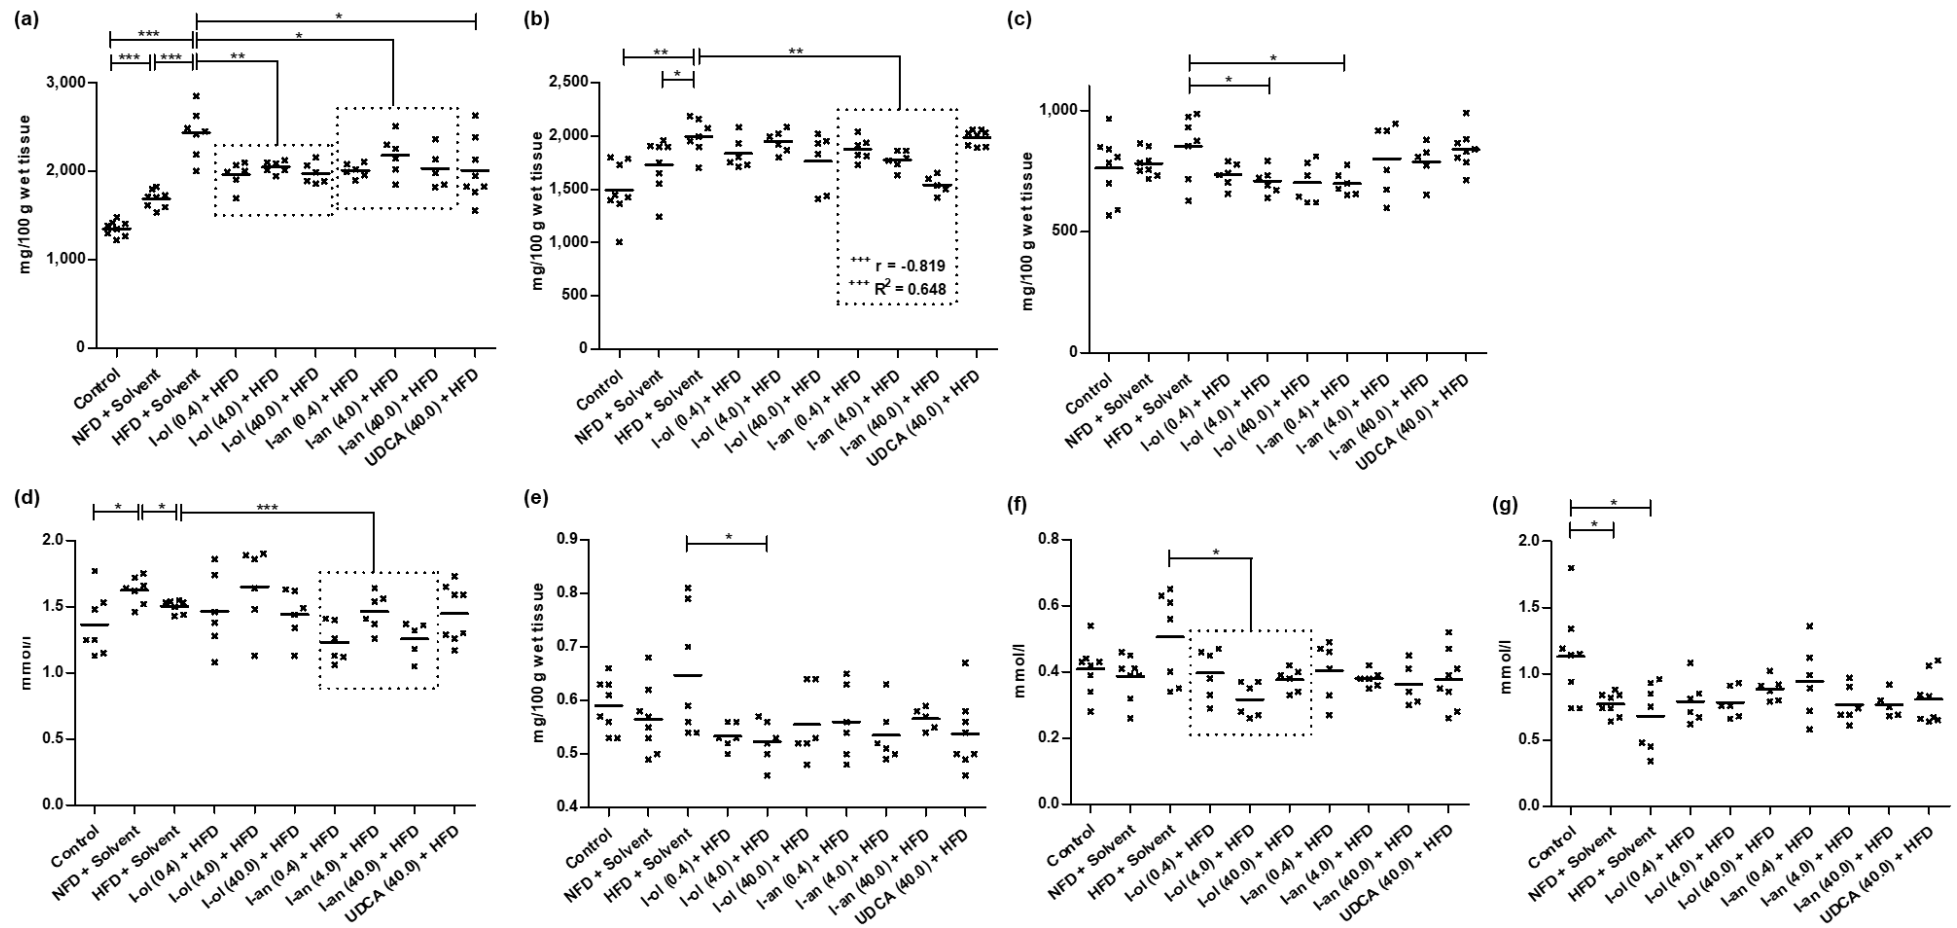 (a)
*
***
*
***
***
**
mg/100 g wet tissue
3,000
2,000
1,000
0
Control
NFD + Solvent
HFD + Solvent
I-ol (0.4) + HFD
I-ol (4.0) + HFD
I-ol (40.0) + HFD
I-an (0.4) + HFD
I-an (4.0) + HFD
I-an (40.0) + HFD
UDCA (40.0) + HFD
(b)
**
**
*
mg/100 g wet tissue
2,500
2,000
1,500
1,000
500
0
+++ r = -0.819
+++ R2 = 0.648
Control
NFD + Solvent
HFD + Solvent
I-ol (0.4) + HFD
I-ol (4.0) + HFD
I-ol (40.0) + HFD
I-an (0.4) + HFD
I-an (4.0) + HFD
I-an (40.0) + HFD
UDCA (40.0) + HFD
(c)
*
*
mg/100 g wet tissue
1,000
500
0
Control
NFD + Solvent
HFD + Solvent
I-ol (0.4) + HFD
I-ol (4.0) + HFD
I-ol (40.0) + HFD
I-an (0.4) + HFD
I-an (4.0) + HFD
I-an (40.0) + HFD
UDCA (40.0) + HFD
(d)
*
*
***
mmol/l
2.0
1.5
1.0
0.5
0.0
Control
NFD + Solvent
HFD + Solvent
I-ol (0.4) + HFD
I-ol (4.0) + HFD
I-ol (40.0) + HFD
I-an (0.4) + HFD
I-an (4.0) + HFD
I-an (40.0) + HFD
UDCA (40.0) + HFD
(e)
*
mg/100 g wet tissue
0.9
0.8
0.7
0.6
0.5
0.4
Control
NFD + Solvent
HFD + Solvent
I-ol (0.4) + HFD
I-ol (4.0) + HFD
I-ol (40.0) + HFD
I-an (0.4) + HFD
I-an (4.0) + HFD
I-an (40.0) + HFD
UDCA (40.0) + HFD
(f)
*
mmol/l
0.8
0.6
0.4
0.2
0.0
Control
NFD + Solvent
HFD + Solvent
I-ol (0.4) + HFD
I-ol (4.0) + HFD
I-ol (40.0) + HFD
I-an (0.4) + HFD
I-an (4.0) + HFD
I-an (40.0) + HFD
UDCA (40.0) + HFD
(g)
*
*
mmol/l
2.0
1.5
1.0
0.5
0.0
Control
NFD + Solvent
HFD + Solvent
I-ol (0.4) + HFD
I-ol (4.0) + HFD
I-ol (40.0) + HFD
I-an (0.4) + HFD
I-an (4.0) + HFD
I-an (40.0) + HFD
UDCA (40.0) + HFD